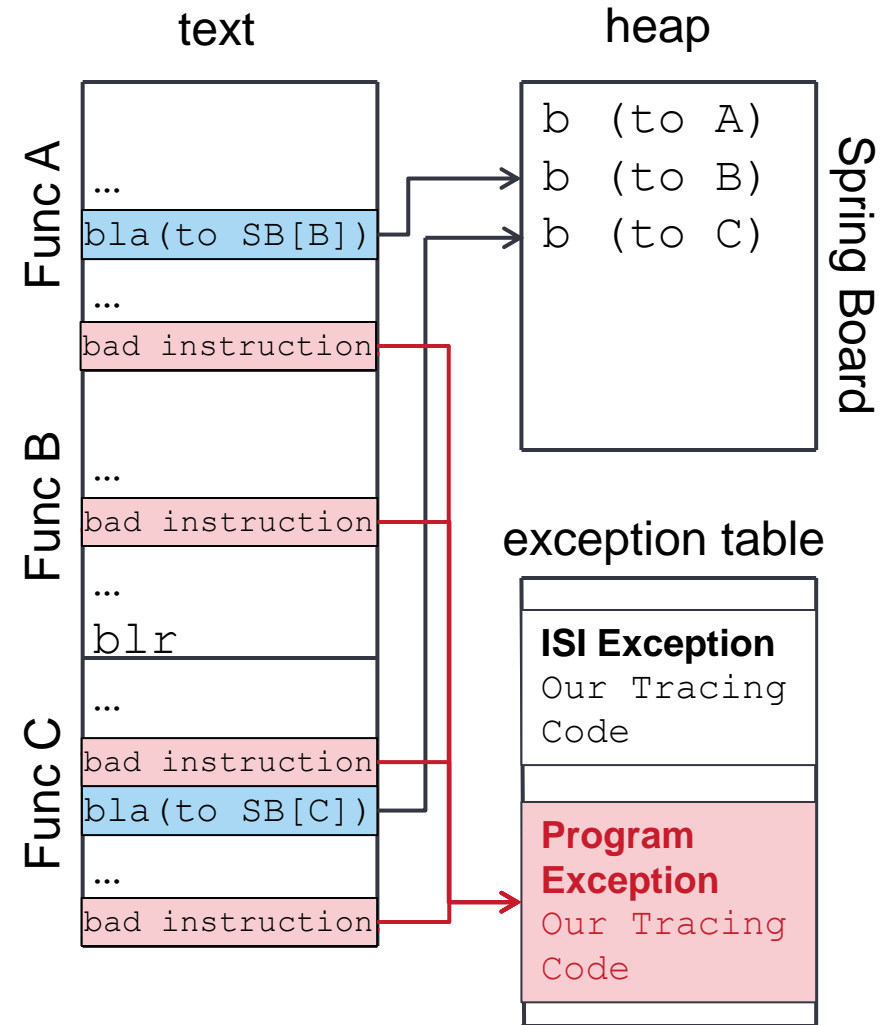 text
Func A
...
bla(to SB[B])
...
bad instruction
Func B
...
bad instruction
...
blr
Func C
...
bad instruction
bla(to SB[C])
...
bad instruction
heap
b (to A)
b (to B)
b (to C)
Spring Board
exception table
ISI Exception
Our Tracing
Code
Program
Exception
Our Tracing
Code